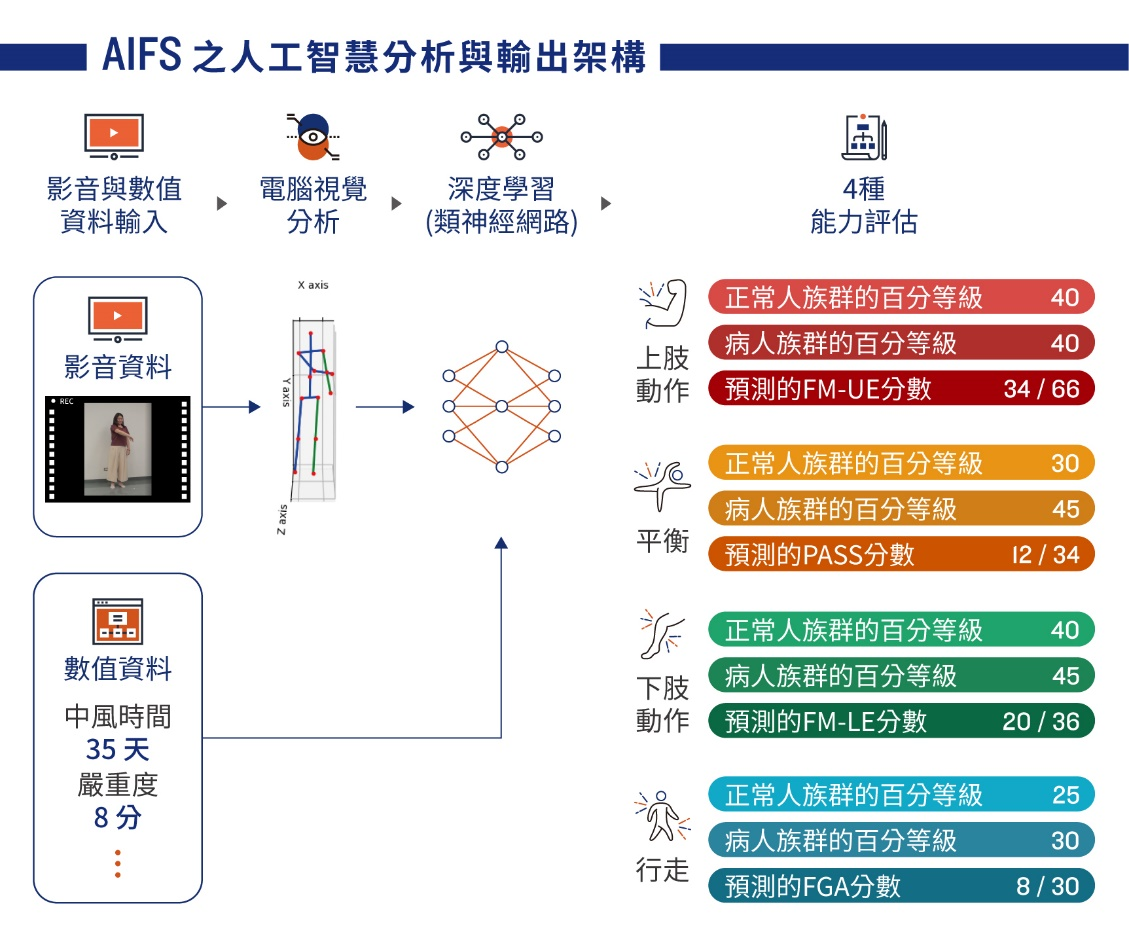 AIFS 之人工智慧分析與輸出架構
影音與數值
資料輸入
電腦視覺
分析
深度學習
(類神經網路)
4種
能力評估
影音資料
REC
X axis
Y axis
Z axis
數值資料
中風時間
35 天
嚴重度
8 分
上肢
動作
正常人族群的百分等級 40
病人族群的百分等級 40
預測的FM-UE分數 34 / 66
平衡
正常人族群的百分等級 30
病人族群的百分等級 45
預測的PASS分數 12 / 34
下肢
動作
正常人族群的百分等級 40
病人族群的百分等級 45
預測的FM-LE分數 20 / 36
行走
正常人族群的百分等級 25
病人族群的百分等級 30
預測的FGA分數 8 / 30